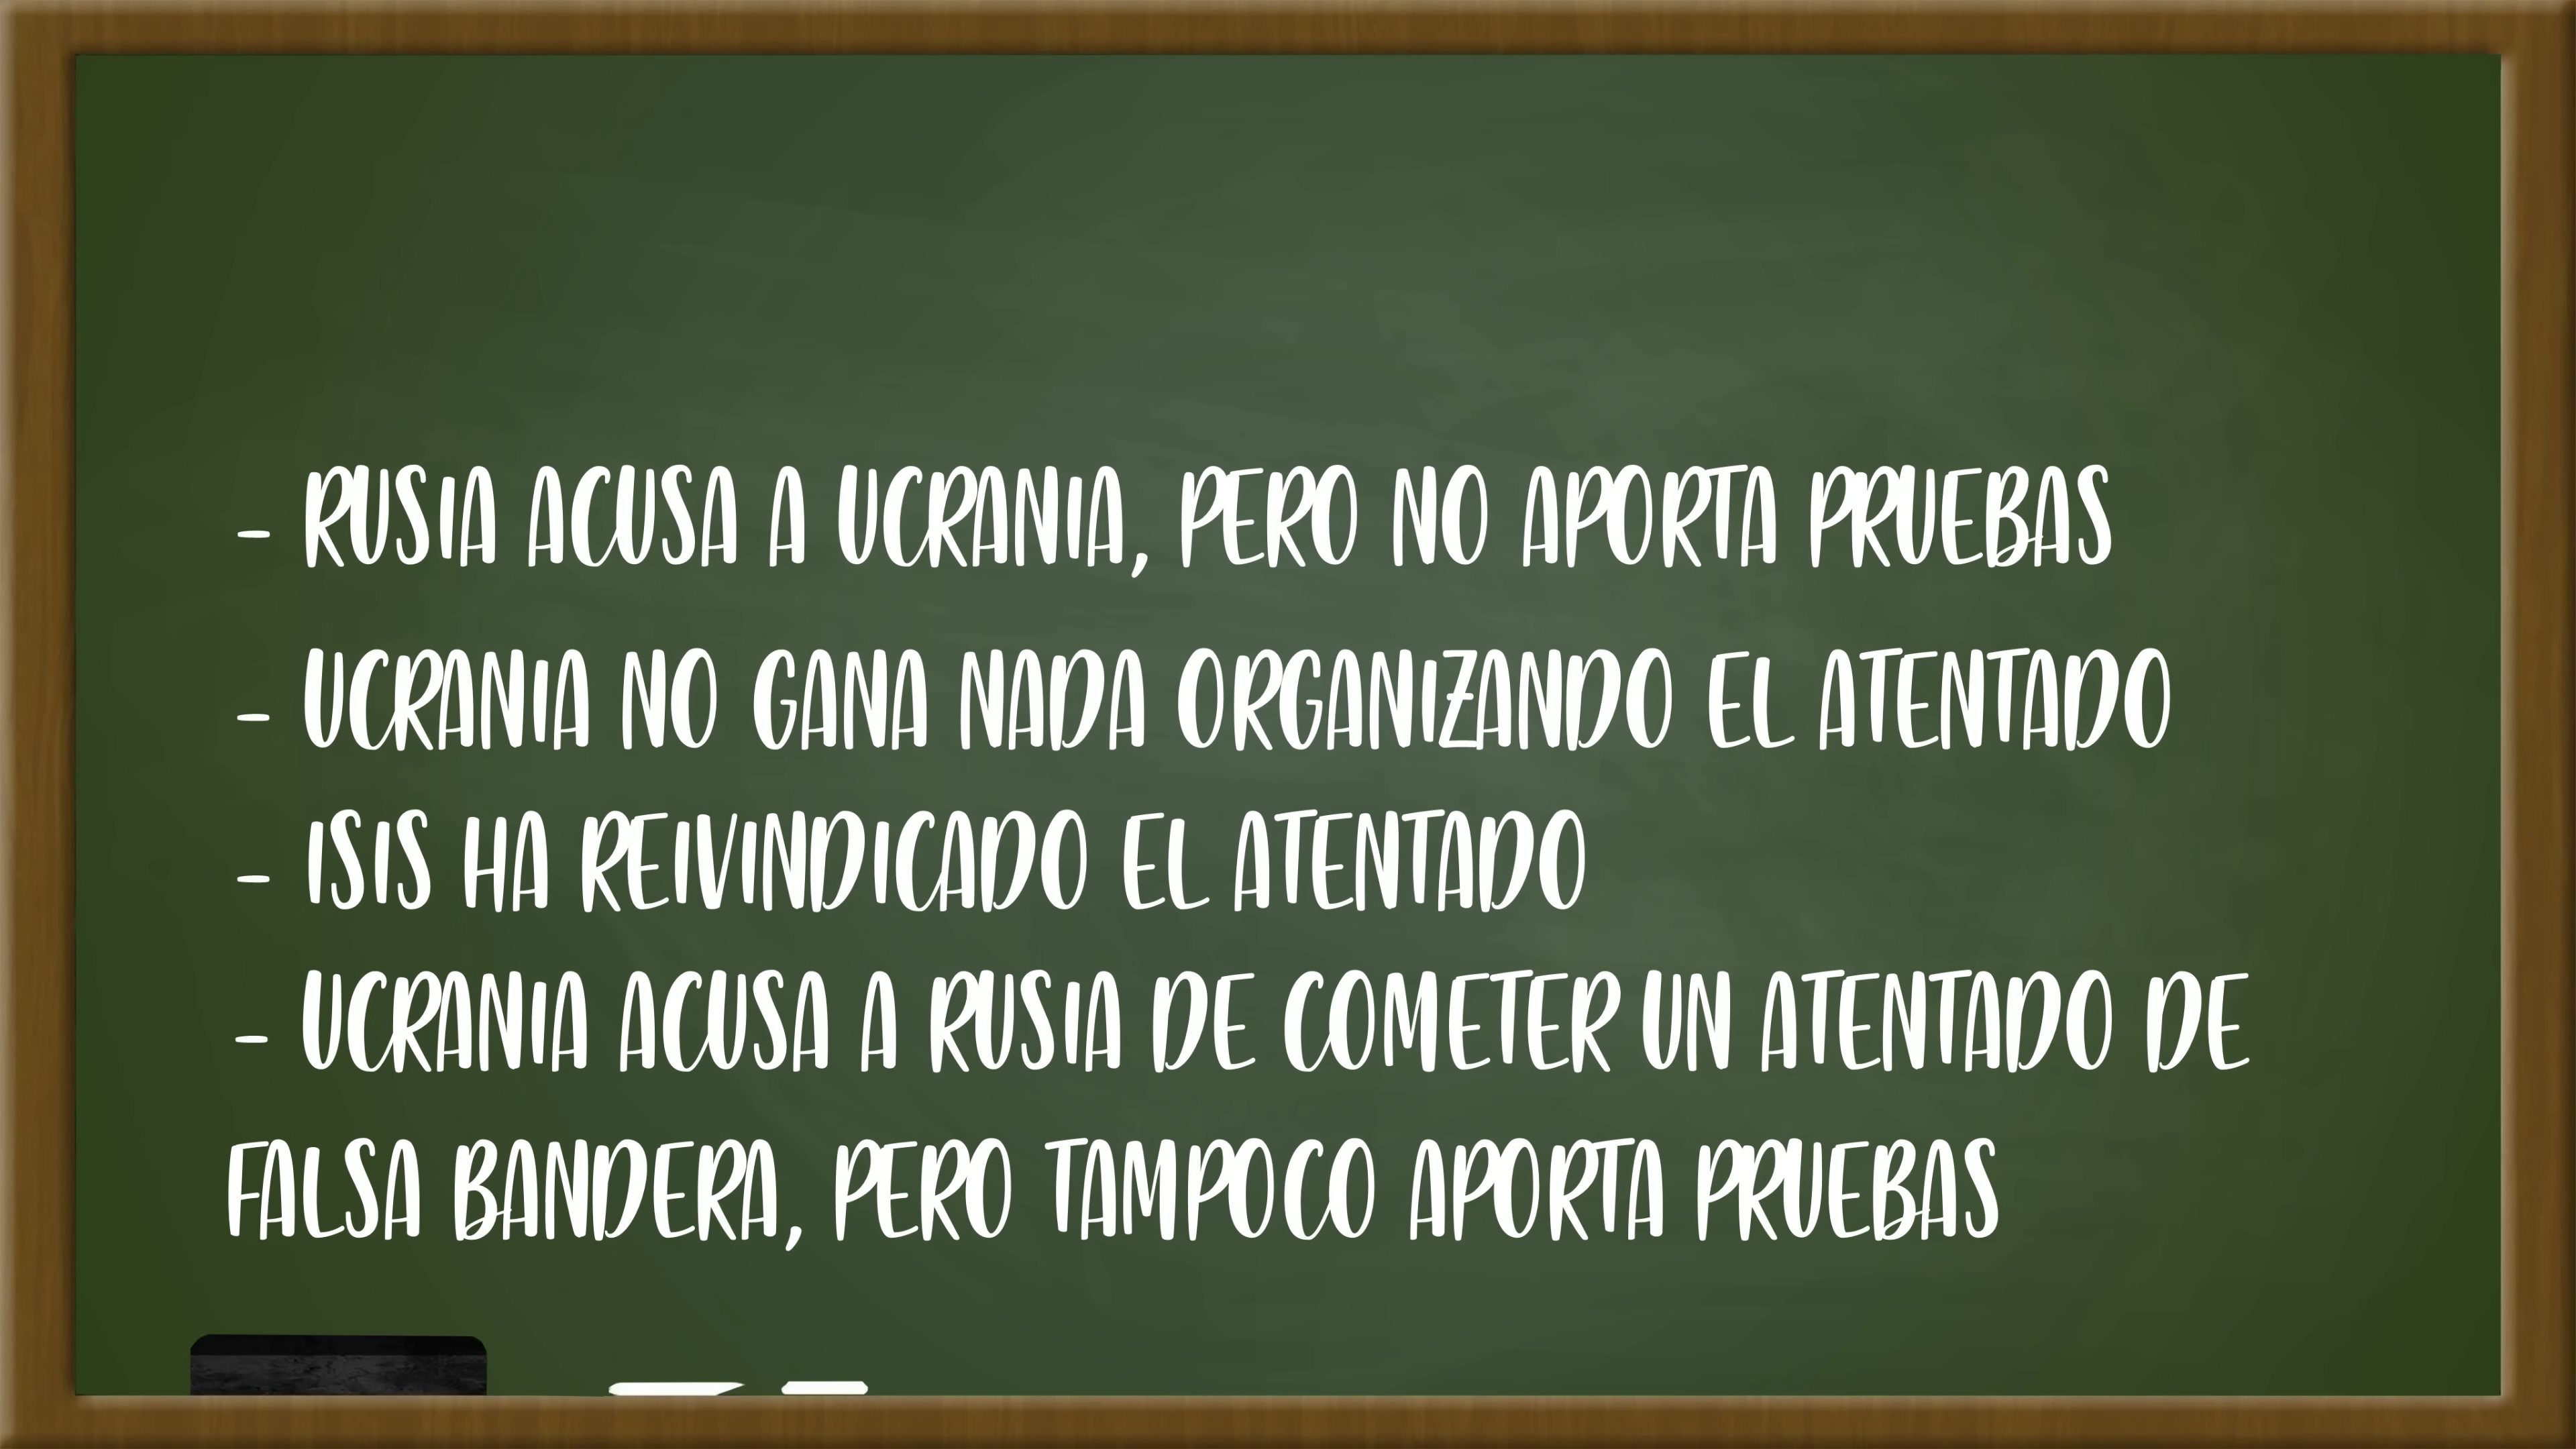 - RUSIA ACUSA A UCRANIA, PERO NO APORTA PRUEBAS
- UCRANIA NO GANA NADA ORGANIZANDO EL ATENTADO
- ISIS HA REIVINDICADO EL ATENTADO
- UCRANIA ACUSA A RUSIA DE COMETER UN ATENTADO DE
FALSA BANDERA, PERO TAMPOCO APORTA PRUEBAS